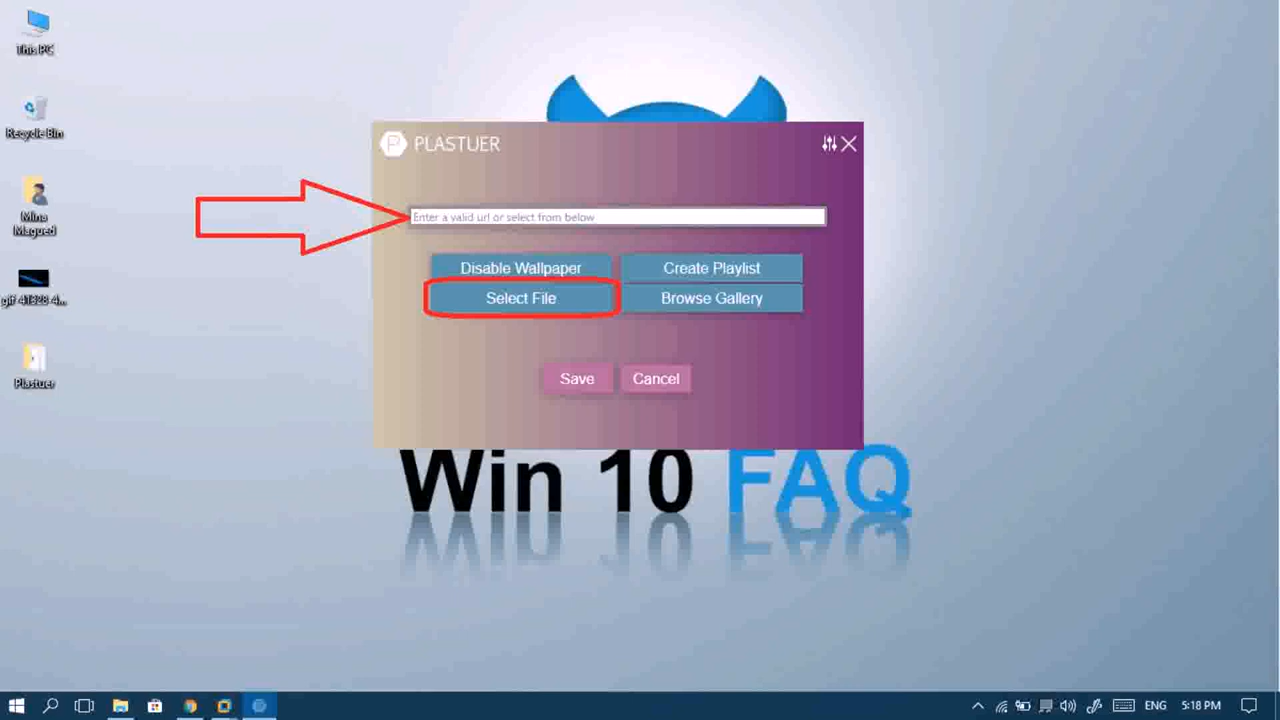 This PC
Recycle Bin
Mina
Magued
gif-41328-4...
Plastuer
P PLASTUER
Enter a valid url or select from below
Disable Wallpaper
Create Playlist
Select File
Browse Gallery
Save
Cancel
Win 10 FAQ
ENG
5:18 PM